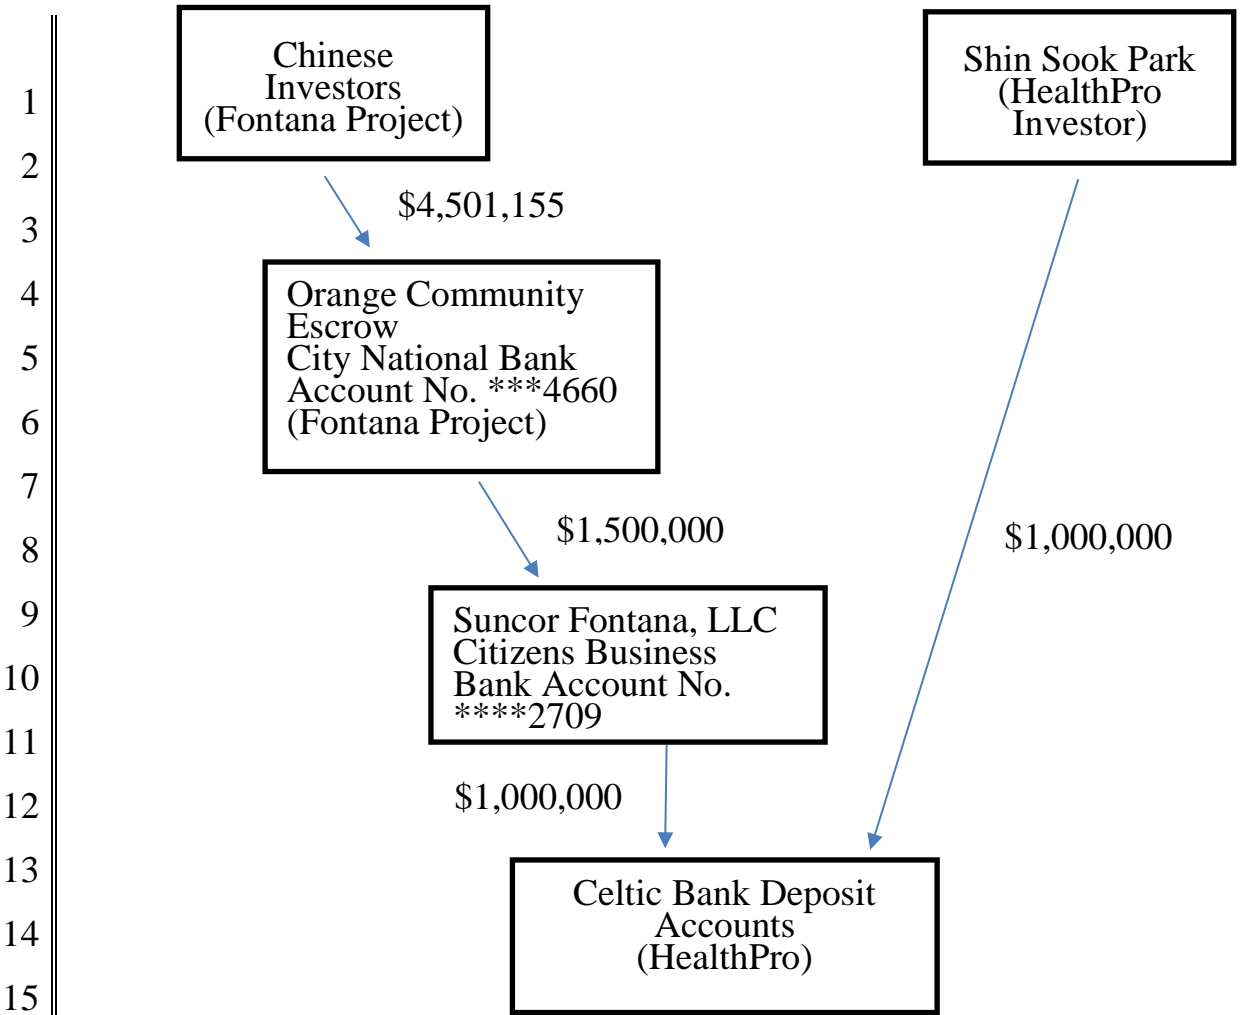 Chinese
Investors
(Fontana Project)
Shin Sook Park
(HealthPro
Investor)
$4,501,155
Orange Community
Escrow
City National Bank
Account No. ***4660
(Fontana Project)
$1,500,000
$1,000,000
Suncor Fontana, LLC
Citizens Business
Bank Account No.
****2709
$1,000,000
Celtic Bank Deposit
Accounts
(HealthPro)
1
2
3
4
5
6
7
8
9
10
11
12
13
14
15